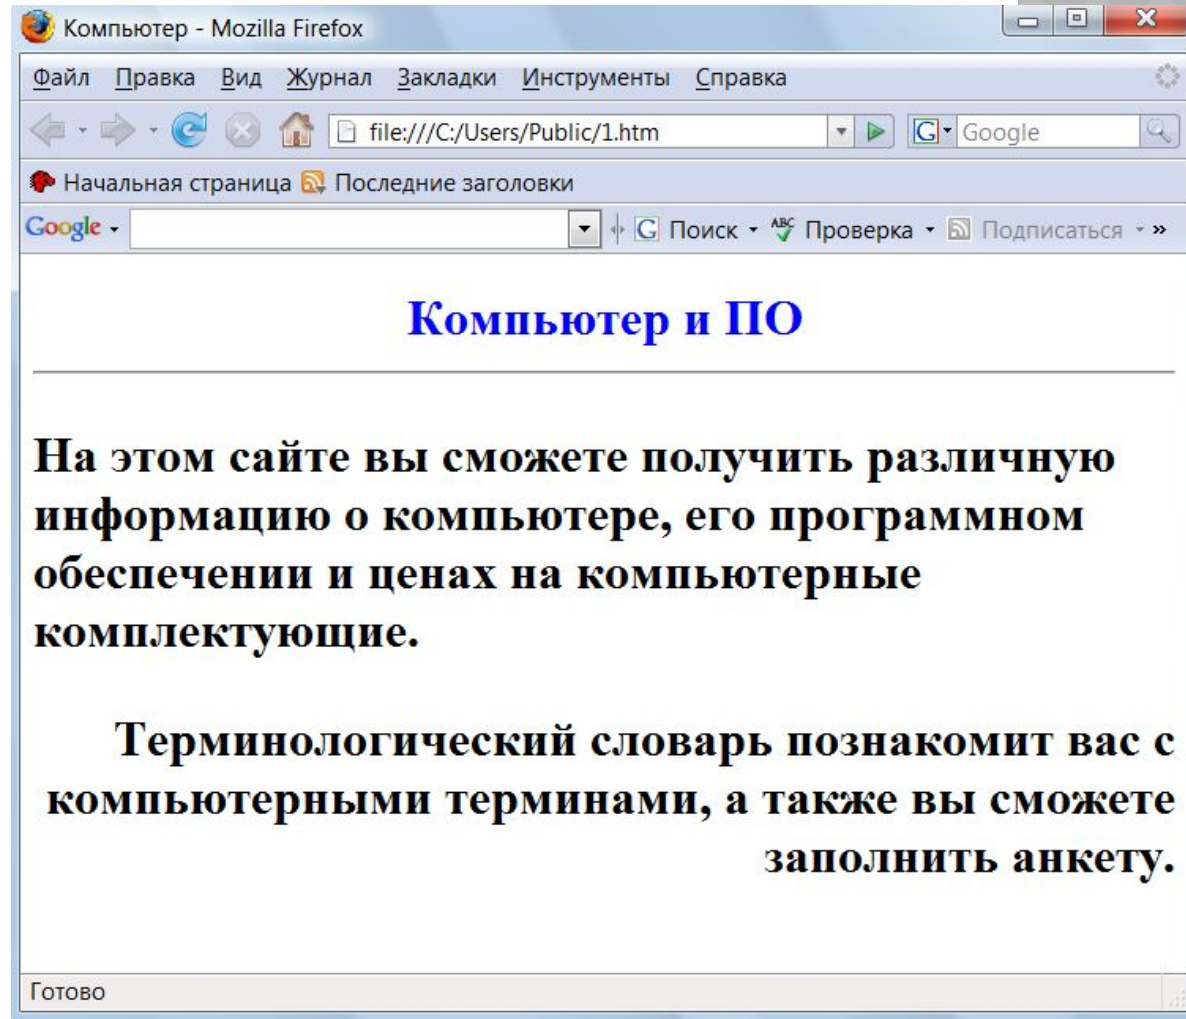 Компьютер - Mozilla Firefox
Файл Правка Вид Журнал Закладки Инструменты Справка
file:///C:/Users/Public/1.htm G Google
Начальная страница Последние заголовки
Google G Поиск ABC Проверка Подписаться »
Компьютер и ПО
На этом сайте вы сможете получить различную
информацию о компьютере, его программном
обеспечении и ценах на компьютерные
комплектующие.
Терминологический словарь познакомит вас с
компьютерными терминами, а также вы сможете
заполнить анкету.
Готово